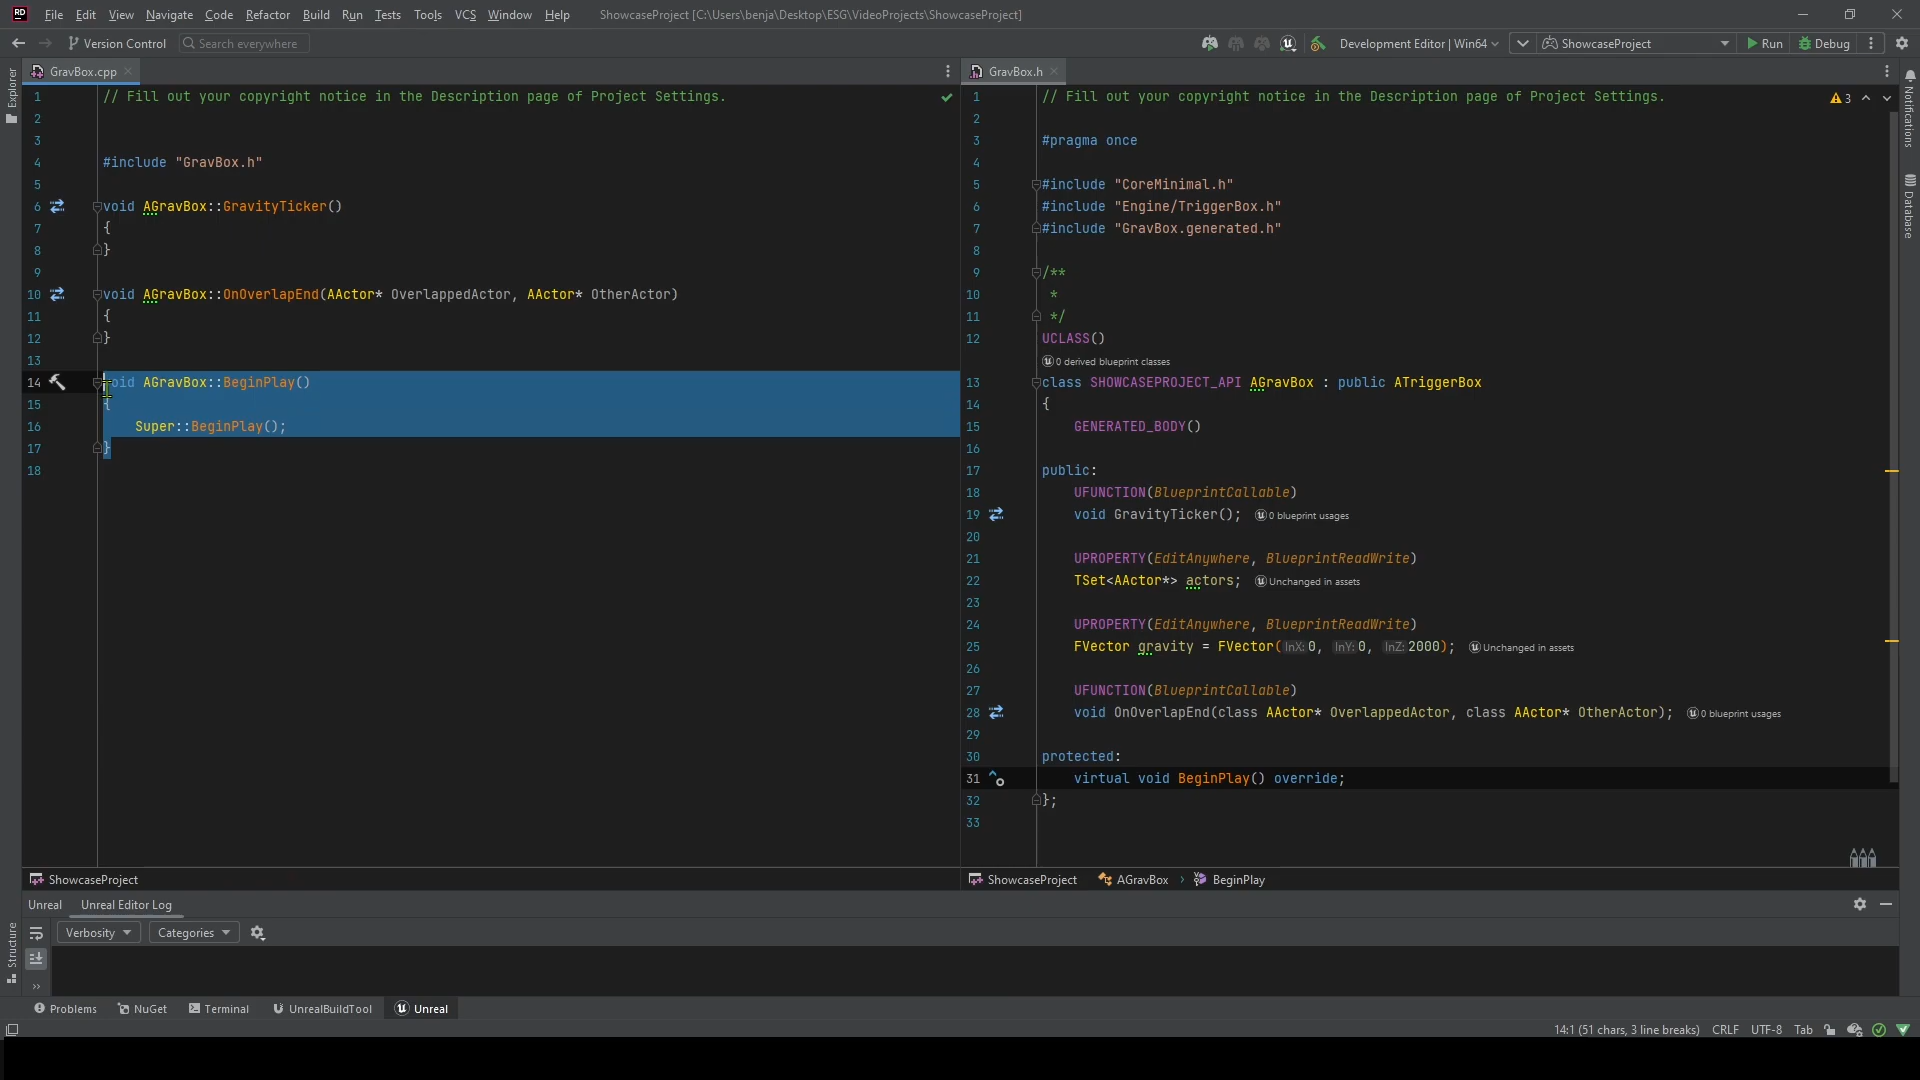 RD File Edit View Navigate Code Refactor Build Run Tests Tools VCS Window Help ShowcaseProject [C:\Users\benja\Desktop\ESG\VideoProjects\ShowcaseProject]
Version Control Search everywhere Development Editor | Win64 ShowcaseProject Run Debug
Explorer
GravBox.cpp
1 // Fill out your copyright notice in the Description page of Project Settings.
2
3
4 #include "GravBox.h"
5
6 void AGravBox::GravityTicker()
7 {
8 }
9
10 void AGravBox::OnOverlapEnd(AActor* OverlappedActor, AActor* OtherActor)
11 {
12 }
13
14 void AGravBox::BeginPlay()
15 {
16 Super::BeginPlay();
17 }
18
ShowcaseProject
GravBox.h
1 // Fill out your copyright notice in the Description page of Project Settings.
2
3 #pragma once
4
5 #include "CoreMinimal.h"
6 #include "Engine/TriggerBox.h"
7 #include "GravBox.generated.h"
8
9 /**
10 *
11 */
12 UCLASS()
0 derived blueprint classes
13 class SHOWCASEPROJECT_API AGravBox : public ATriggerBox
14 {
15 GENERATED_BODY()
16
17 public:
18 UFUNCTION(BlueprintCallable)
19 void GravityTicker(); 0 blueprint usages
20
21 UPROPERTY(EditAnywhere, BlueprintReadWrite)
22 TSet<AActor*> actors; Unchanged in assets
23
24 UPROPERTY(EditAnywhere, BlueprintReadWrite)
25 FVector gravity = FVector(InX: 0, InY: 0, InZ: 2000); Unchanged in assets
26
27 UFUNCTION(BlueprintCallable)
28 void OnOverlapEnd(class AActor* OverlappedActor, class AActor* OtherActor); 0 blueprint usages
29
30 protected:
31 virtual void BeginPlay() override;
32 };
33
3
Notifications
Database
ShowcaseProject AGravBox › BeginPlay
Unreal Unreal Editor Log
Verbosity Categories
Structure
Problems NuGet Terminal UnrealBuildTool Unreal
14:1 (51 chars, 3 line breaks) CRLF UTF-8 Tab